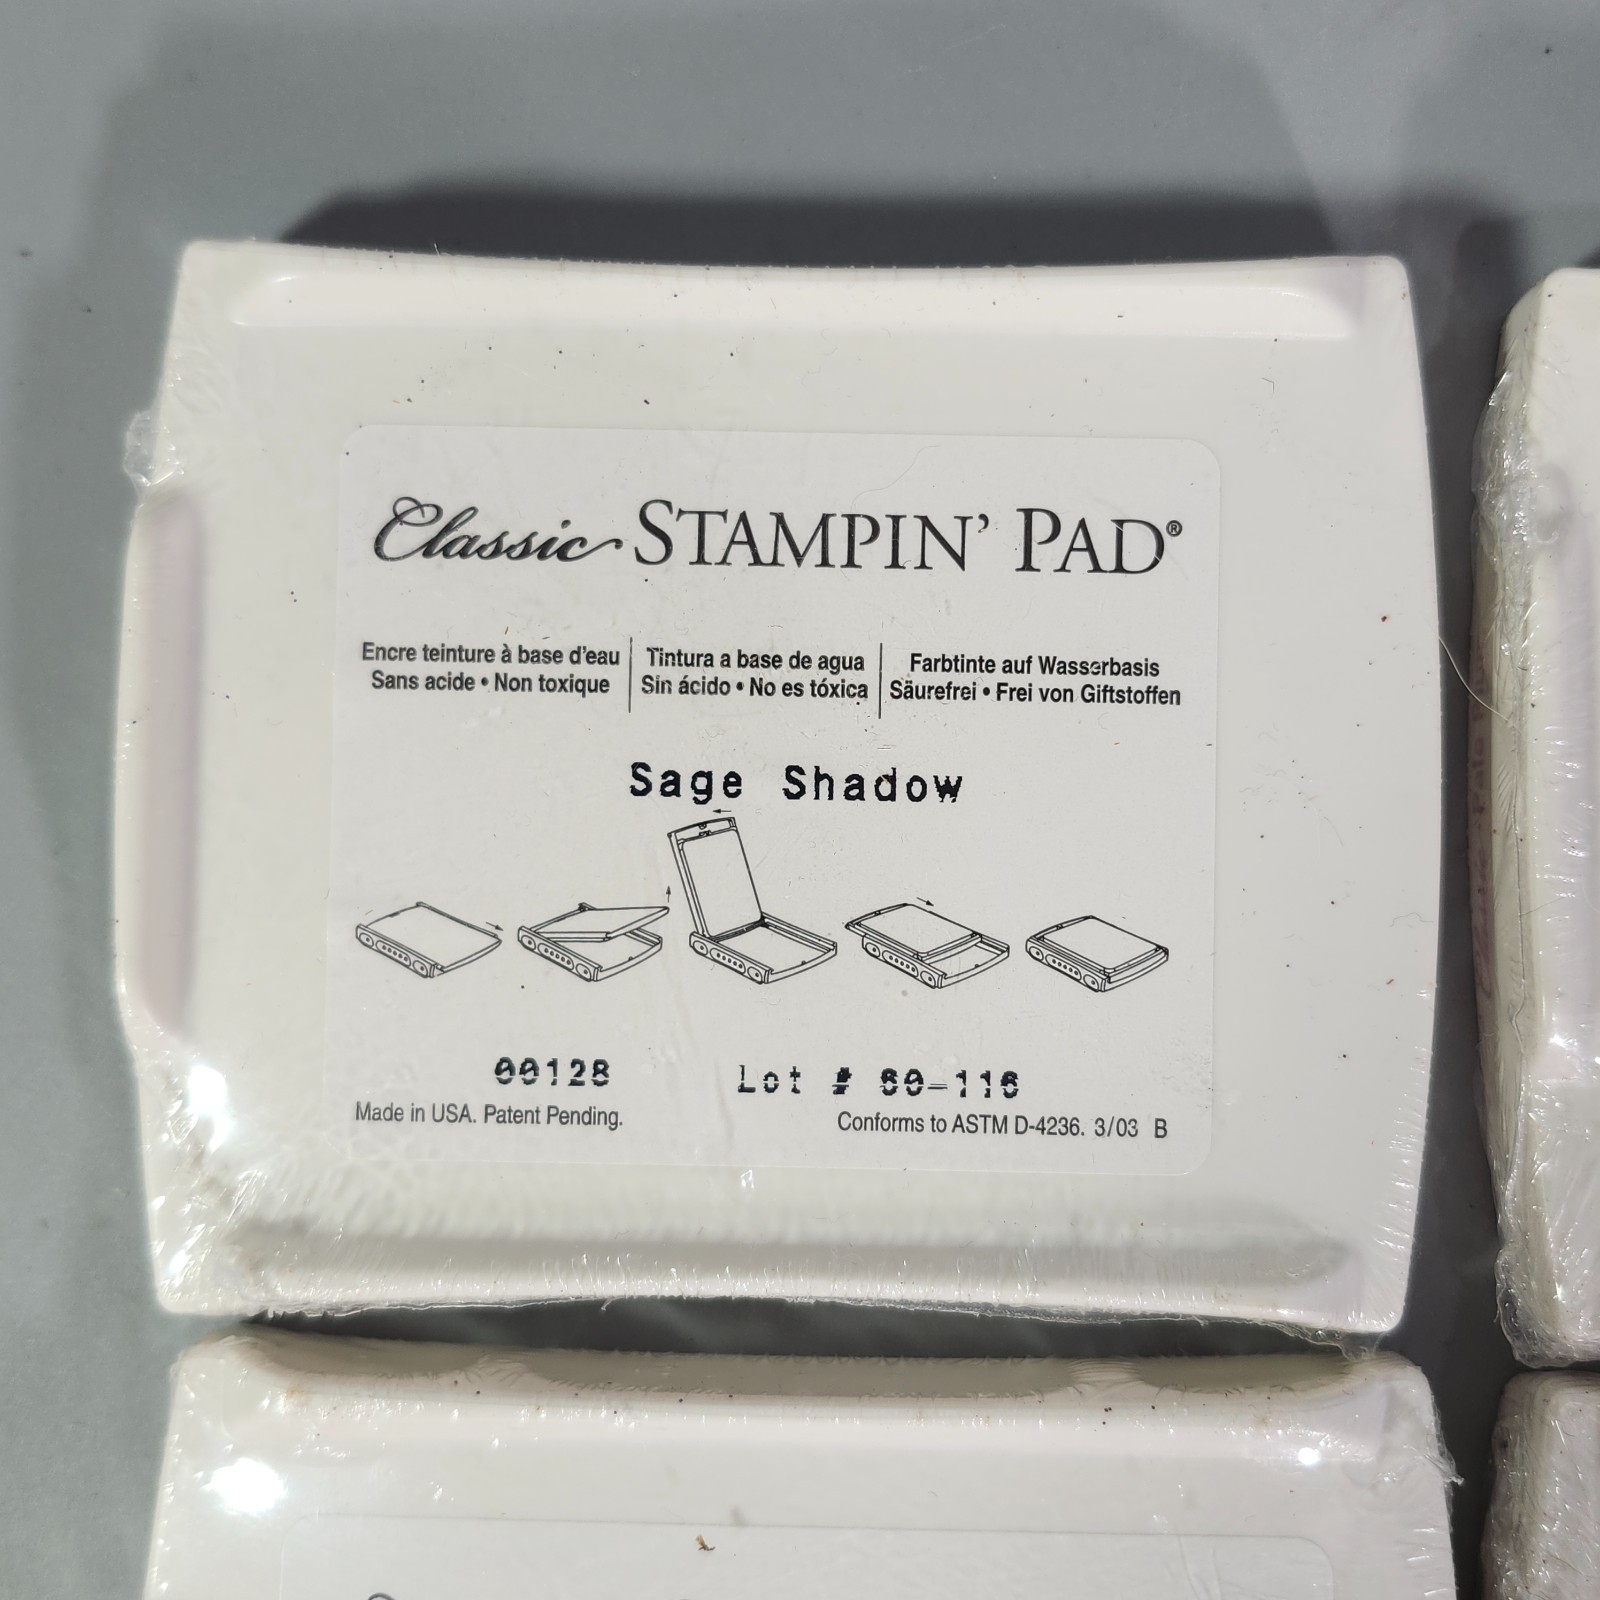 Classic STAMPIN' PAD®
Encre teinture à base d'eau
Sans acide • Non toxique
Tintura a base de agua
Sin ácido • No es tóxica
Farbtinte auf Wasserbasis
Säurefrei • Frei von Giftstoffen
Sage Shadow
00128
Lot # 60-116
Made in USA. Patent Pending.
Conforms to ASTM D-4236. 3/03 B